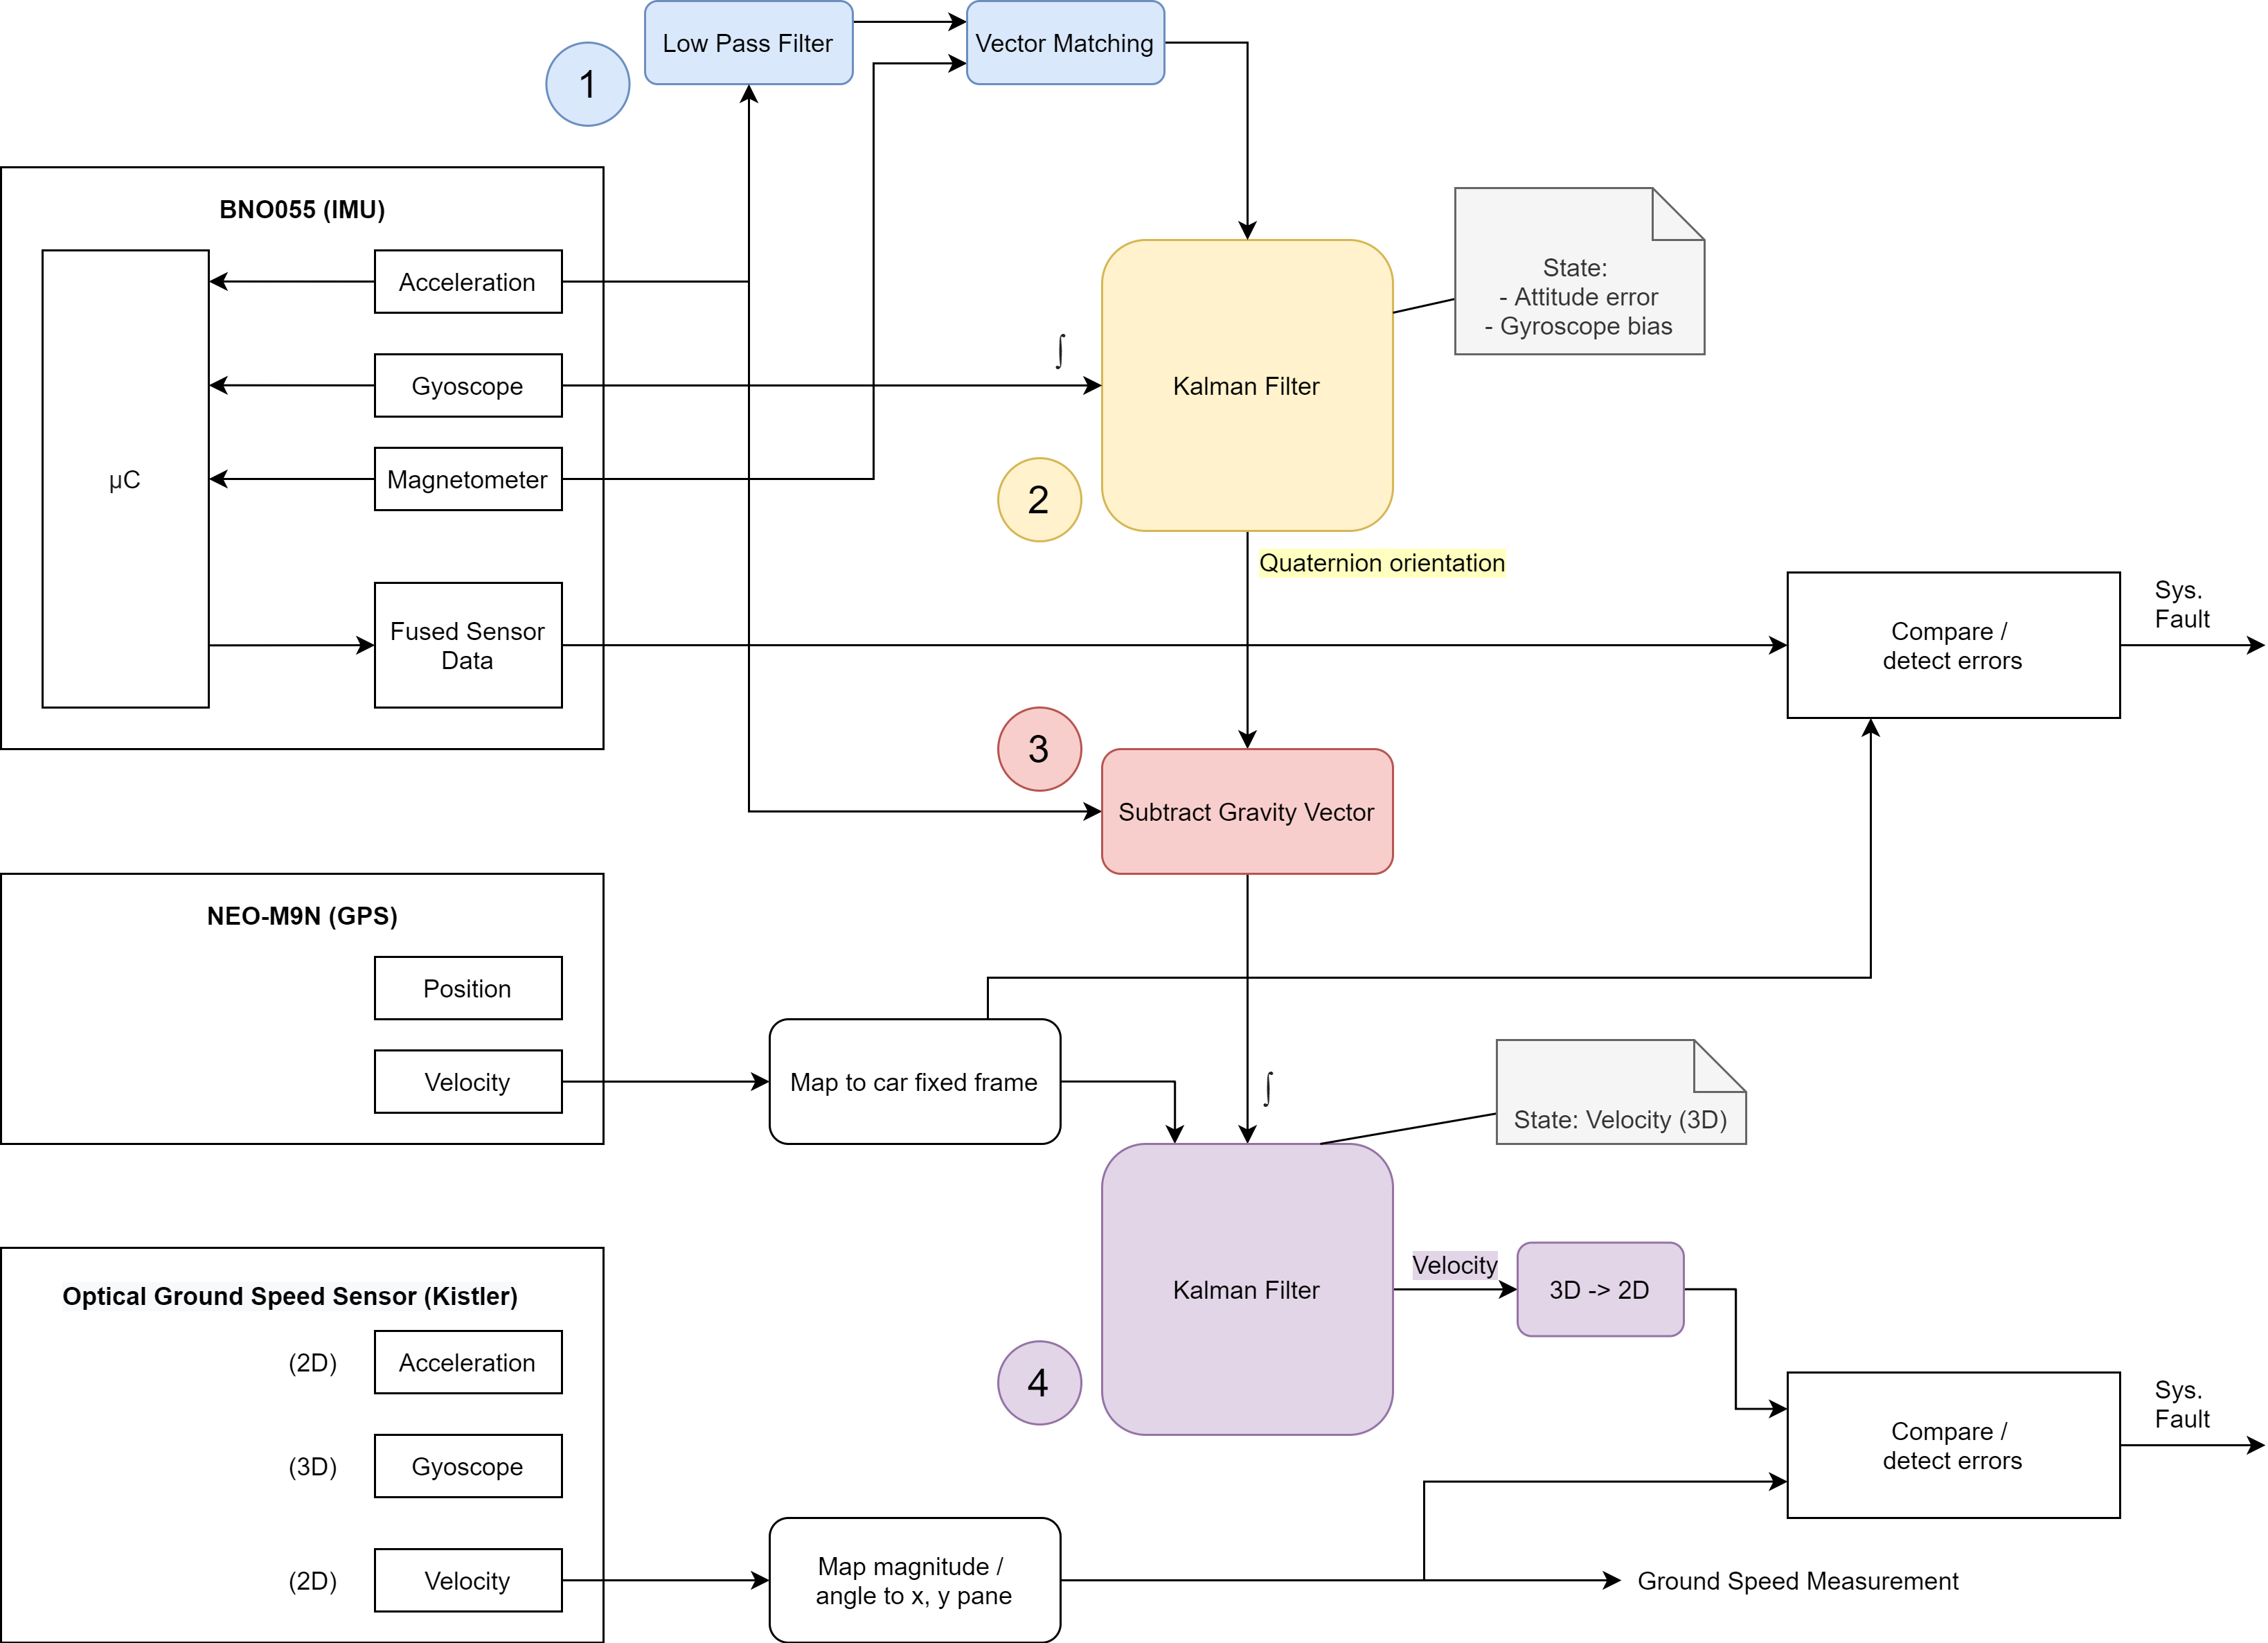 Low Pass Filter
Vector Matching
1
BNO055 (IMU)
Acceleration
Gyoscope
Magnetometer
µC
Fused Sensor
Data
∫
Kalman Filter
State:
- Attitude error
- Gyroscope bias
2
Quaternion orientation
Compare /
detect errors
Sys.
Fault
3
Subtract Gravity Vector
NEO-M9N (GPS)
Position
Velocity
Map to car fixed frame
∫
State: Velocity (3D)
Kalman Filter
Velocity
3D -> 2D
4
Optical Ground Speed Sensor (Kistler)
(2D)
Acceleration
(3D)
Gyoscope
(2D)
Velocity
Map magnitude /
angle to x, y pane
Compare /
detect errors
Sys.
Fault
Ground Speed Measurement